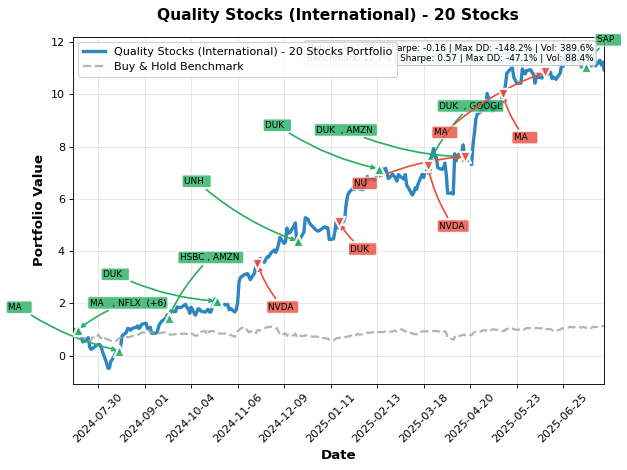 Quality Stocks (International) - 20 Stocks
Quality Stocks (International) - 20 Stocks Portfolio
Buy & Hold Benchmark
arpe: -0.16 | Max DD: -148.2% | Vol: 389.6%
Sharpe: 0.57 | Max DD: -47.1% | Vol: 88.4%
SAP
DUK , GOOGL
DUK
DUK , AMZN
MA
MA
UNH
NU
NVDA
HSBC , AMZN
DUK
DUK
MA , NFLX (+6)
MA
NVDA
Portfolio Value
12
10
8
6
4
2
0
2024-07-30
2024-09-01
2024-10-04
2024-11-06
2024-12-09
2025-01-11
2025-02-13
2025-03-18
2025-04-20
2025-05-23
2025-06-25
Date